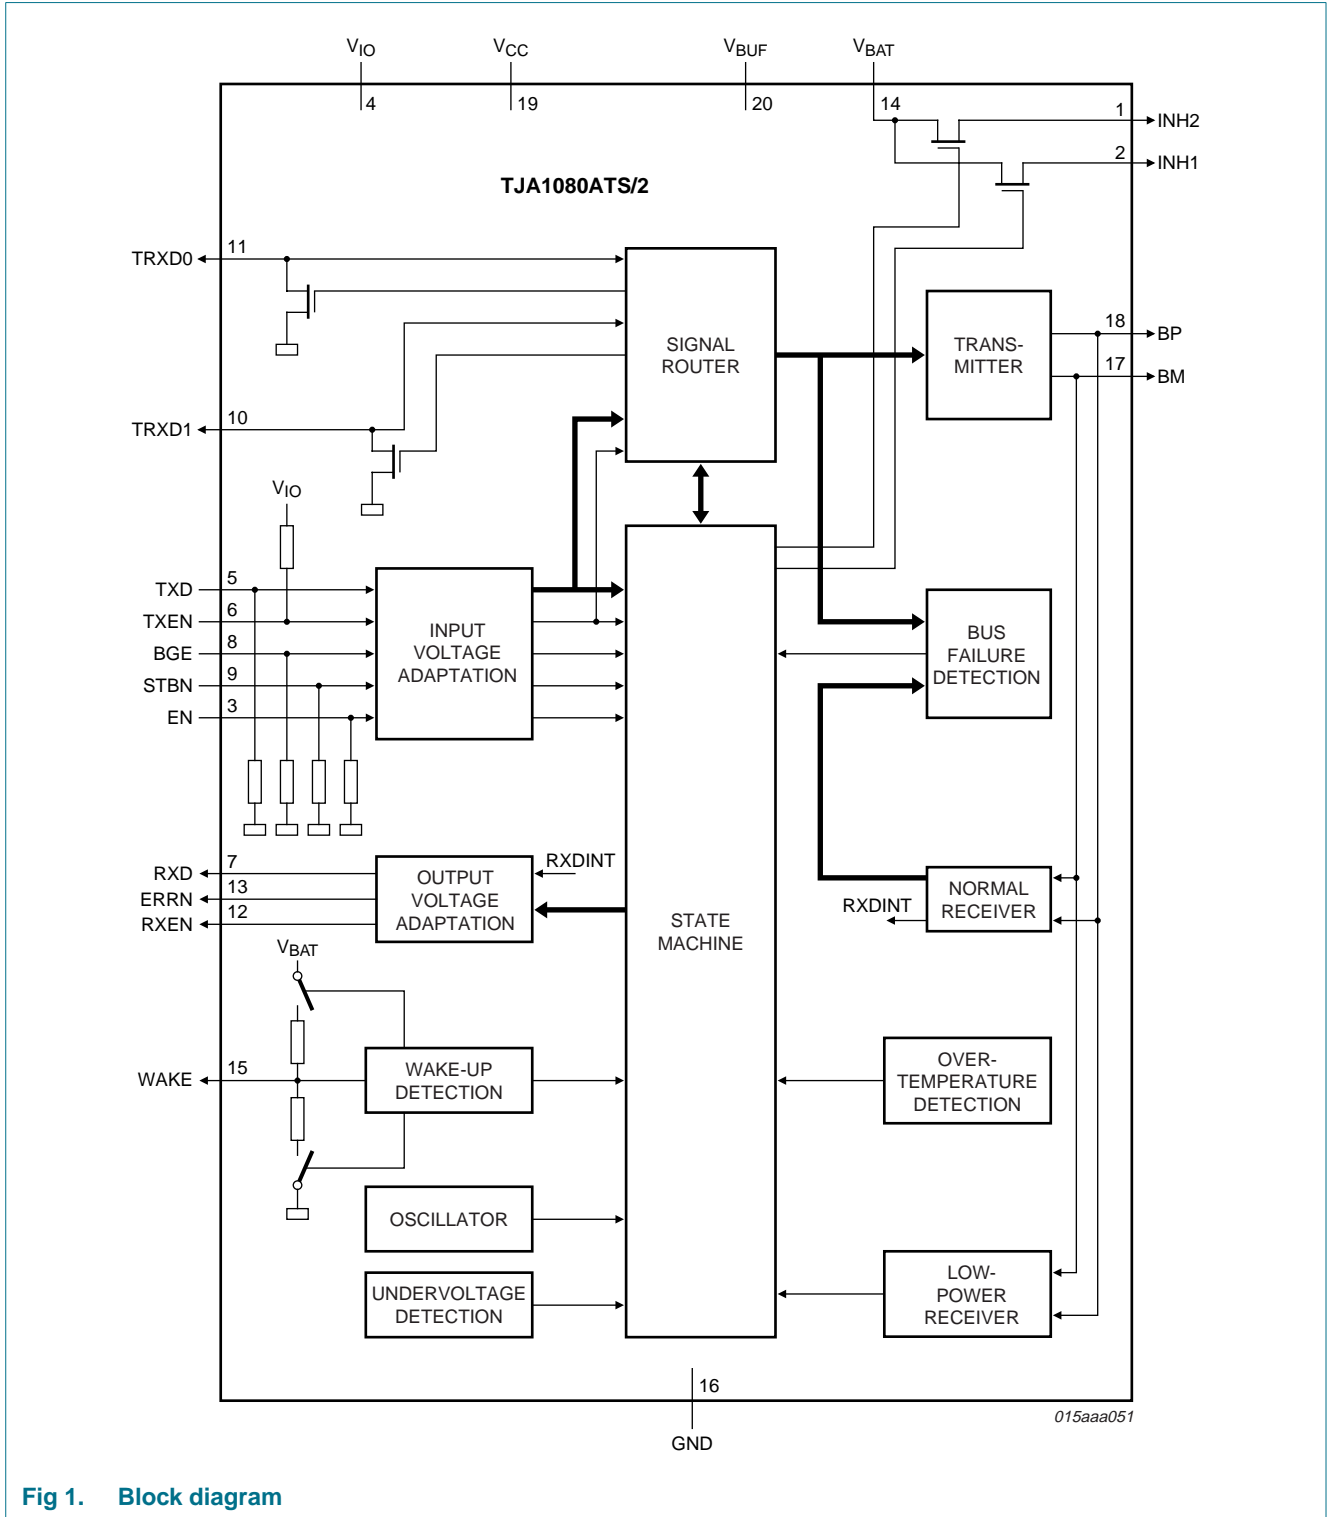 VIO VCC VBUF VBAT
4 19 20 14
1 INH2
2 INH1
TJA1080ATS/2
TRXD0 11
SIGNAL
ROUTER
TRANS-
MITTER
18 BP
17 BM
TRXD1 10
VIO
TXD 5
TXEN 6
BGE 8
STBN 9
EN 3
INPUT
VOLTAGE
ADAPTATION
BUS
FAILURE
DETECTION
RXD 7
ERRN 13
RXEN 12
OUTPUT
VOLTAGE
ADAPTATION
RXDINT
STATE
MACHINE
RXDINT
NORMAL
RECEIVER
VBAT
WAKE 15
WAKE-UP
DETECTION
OVER-
TEMPERATURE
DETECTION
OSCILLATOR
UNDERVOLTAGE
DETECTION
LOW-
POWER
RECEIVER
16
GND
015aaa051
Fig 1. Block diagram